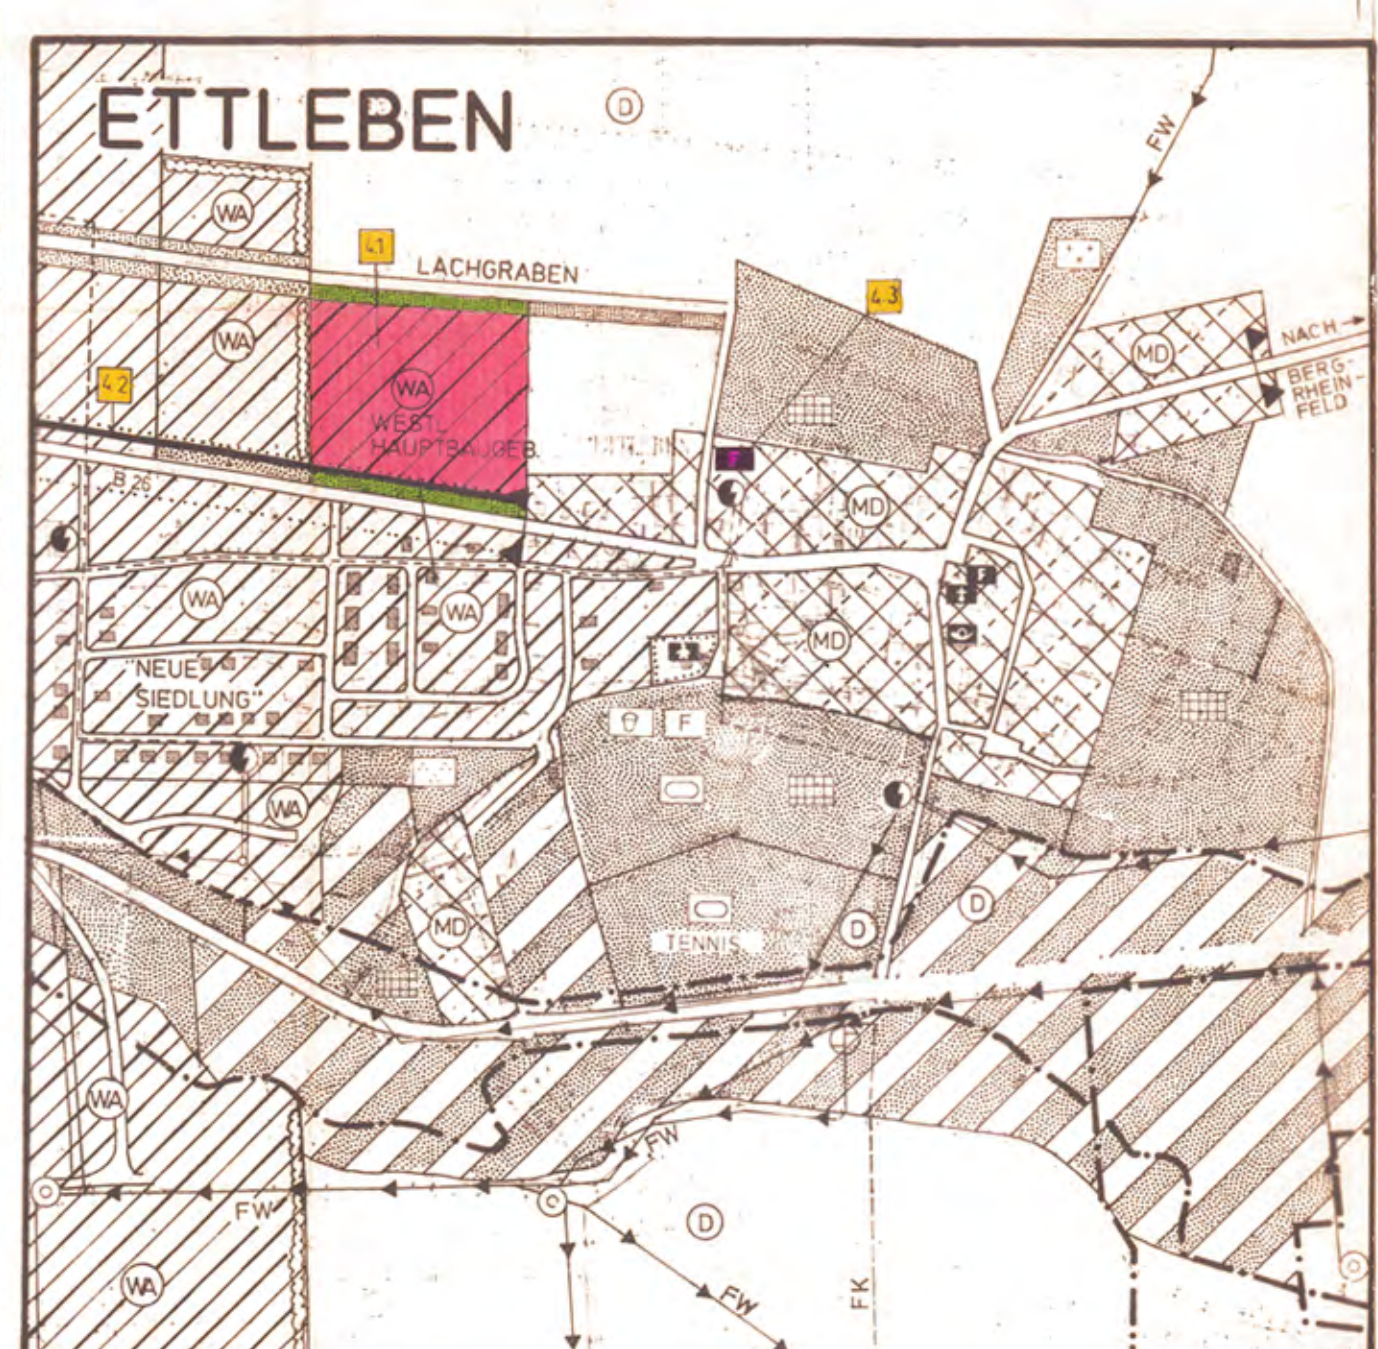 ETTLEBEN
D
FW
WA
4.1
LACHGRABEN
4.3
MD
NACH
BERG-
RHEIN-
FELD
WA
4.2
WA
WESTL.
HAUPTBAUGEB.
F
B 26
MD
WA
WA
MD
"NEUE
SIEDLUNG"
F
WA
MD
D
D
TENNIS
WA
FW
FW
D
WA
FW
FK